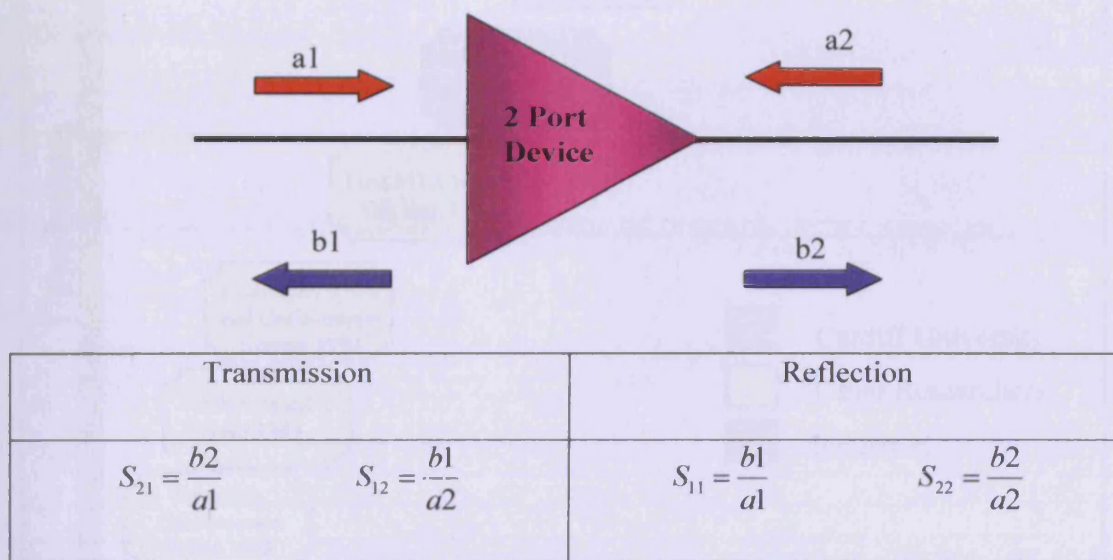 a1
a2
2 Port
Device
b1
b2
Transmission
Reflection
S21 = b2/a1
S12 = b1/a2
S11 = b1/a1
S22 = b2/a2